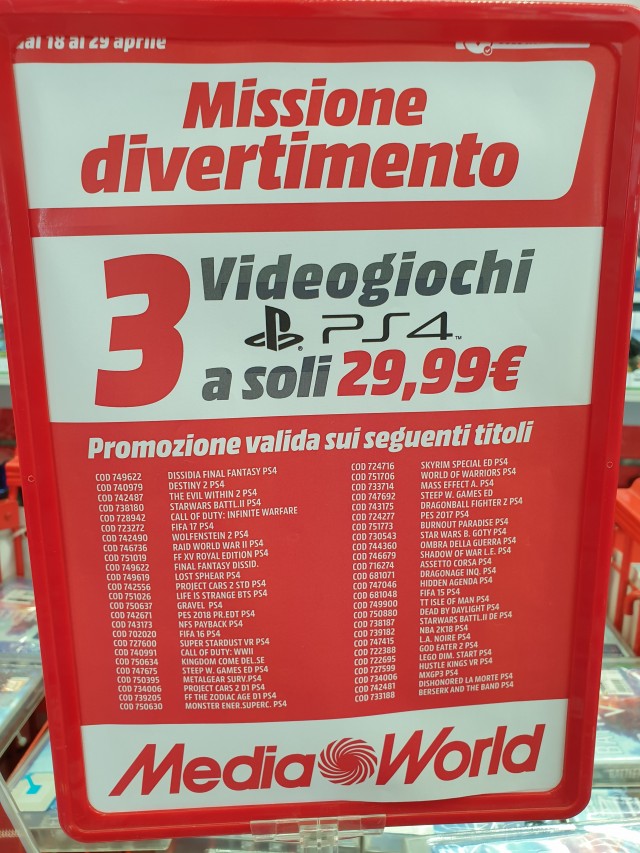 dal 18 al 29 aprile
Missione
divertimento
3 Videogiochi
PS4™
a soli 29,99€
Promozione valida sui seguenti titoli
COD 749622 DISSIDIA FINAL FANTASY PS4
COD 740979 DESTINY 2 PS4
COD 742487 THE EVIL WITHIN 2 PS4
COD 738180 STARWARS BATTL.II PS4
COD 728942 CALL OF DUTY: INFINITE WARFARE
COD 723272 FIFA 17 PS4
COD 742490 WOLFENSTEIN 2 PS4
COD 746736 RAID WORLD WAR II PS4
COD 751019 FF XV ROYAL EDITION PS4
COD 749622 FINAL FANTASY DISSID.
COD 749619 LOST SPHEAR PS4
COD 742556 PROJECT CARS 2 STD PS4
COD 751026 LIFE IS STRANGE BTS PS4
COD 750637 GRAVEL PS4
COD 742671 PES 2018 PR.EDT PS4
COD 743173 NFS PAYBACK PS4
COD 702020 FIFA 16 PS4
COD 727600 SUPER STARDUST VR PS4
COD 740991 CALL OF DUTY: WWII
COD 750634 KINGDOM COME DEL.SE
COD 747675 STEEP W. GAMES ED PS4
COD 750395 METALGEAR SURV.PS4
COD 734006 PROJECT CARS 2 D1 PS4
COD 739205 FF THE ZODIAC AGE D1 PS4
COD 750630 MONSTER ENER.SUPERC. PS4
COD 724716 SKYRIM SPECIAL ED PS4
COD 751706 WORLD OF WARRIORS PS4
COD 733714 MASS EFFECT A. PS4
COD 747692 STEEP W. GAMES ED
COD 743175 DRAGONBALL FIGHTER 2 PS4
COD 724277 PES 2017 PS4
COD 751773 BURNOUT PARADISE PS4
COD 730543 STAR WARS B. GOTY PS4
COD 744360 OMBRA DELLA GUERRA PS4
COD 746679 SHADOW OF WAR L.E. PS4
COD 716274 ASSETTO CORSA PS4
COD 681071 DRAGONAGE INQ. PS4
COD 747046 HIDDEN AGENDA PS4
COD 681048 FIFA 15 PS4
COD 749900 TT ISLE OF MAN PS4
COD 750880 DEAD BY DAYLIGHT PS4
COD 738187 STARWARS BATTL.II DE PS4
COD 739182 NBA 2K18 PS4
COD 747415 L.A. NOIRE PS4
COD 722388 GOD EATER 2 PS4
COD 722695 LEGO DIM. START PS4
COD 727599 HUSTLE KINGS VR PS4
COD 734006 MXGP3 PS4
COD 742481 DISHONORED LA MORTE PS4
COD 733188 BERSERK AND THE BAND PS4
Media World